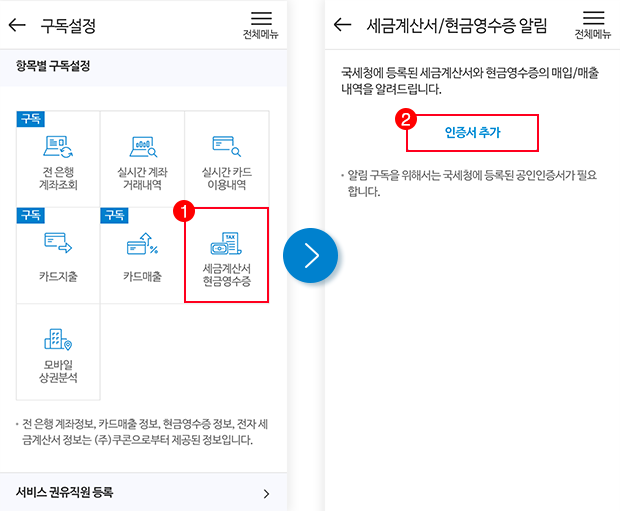 구독설정
전체메뉴
항목별 구독설정
구독
전 은행
계좌조회
실시간 계좌
거래내역
실시간 카드
이용내역
구독
카드지출
구독
카드매출
1
TAX
세금계산서
현금영수증
모바일
상권분석
• 전 은행 계좌정보, 카드매출 정보, 현금영수증 정보, 전자 세
금계산서 정보는 (주)쿠콘으로부터 제공된 정보입니다.
서비스 권유직원 등록
세금계산서/현금영수증 알림
전체메뉴
국세청에 등록된 세금계산서와 현금영수증의 매입/매출
내역을 알려드립니다.
2
인증서 추가
• 알림 구독을 위해서는 국세청에 등록된 공인인증서가 필요
합니다.